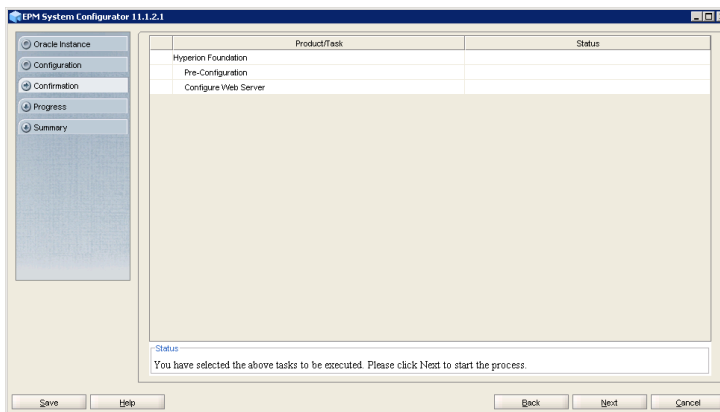 EPM System Configurator 11.1.2.1
Oracle Instance
Configuration
Confirmation
Progress
Summary
Product/Task Status
Hyperion Foundation
Pre-Configuration
Configure Web Server
Status
You have selected the above tasks to be executed. Please click Next to start the process.
Save Help Back Next Cancel